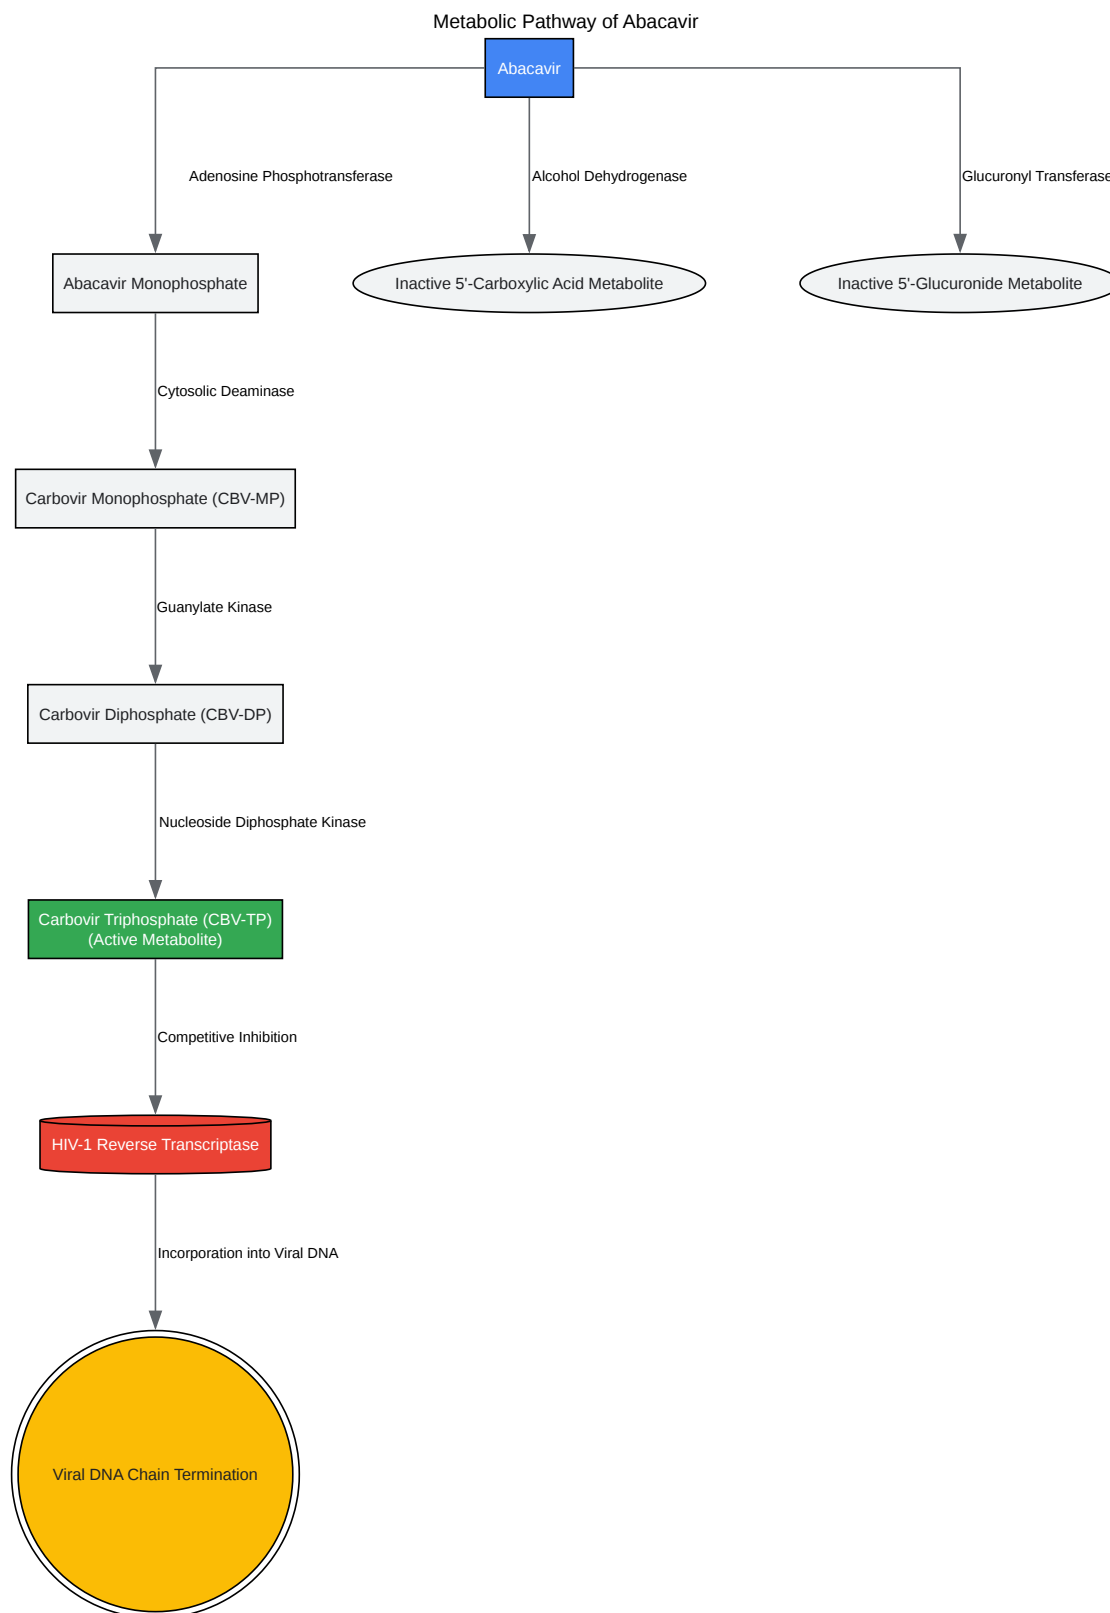 Metabolic Pathway of Abacavir
Abacavir
Adenosine Phosphotransferase
Alcohol Dehydrogenase
Glucuronyl Transferase
Abacavir Monophosphate
Inactive 5'-Carboxylic Acid Metabolite
Inactive 5'-Glucuronide Metabolite
Cytosolic Deaminase
Carbovir Monophosphate (CBV-MP)
Guanylate Kinase
Carbovir Diphosphate (CBV-DP)
Nucleoside Diphosphate Kinase
Carbovir Triphosphate (CBV-TP)
(Active Metabolite)
Competitive Inhibition
HIV-1 Reverse Transcriptase
Incorporation into Viral DNA
Viral DNA Chain Termination